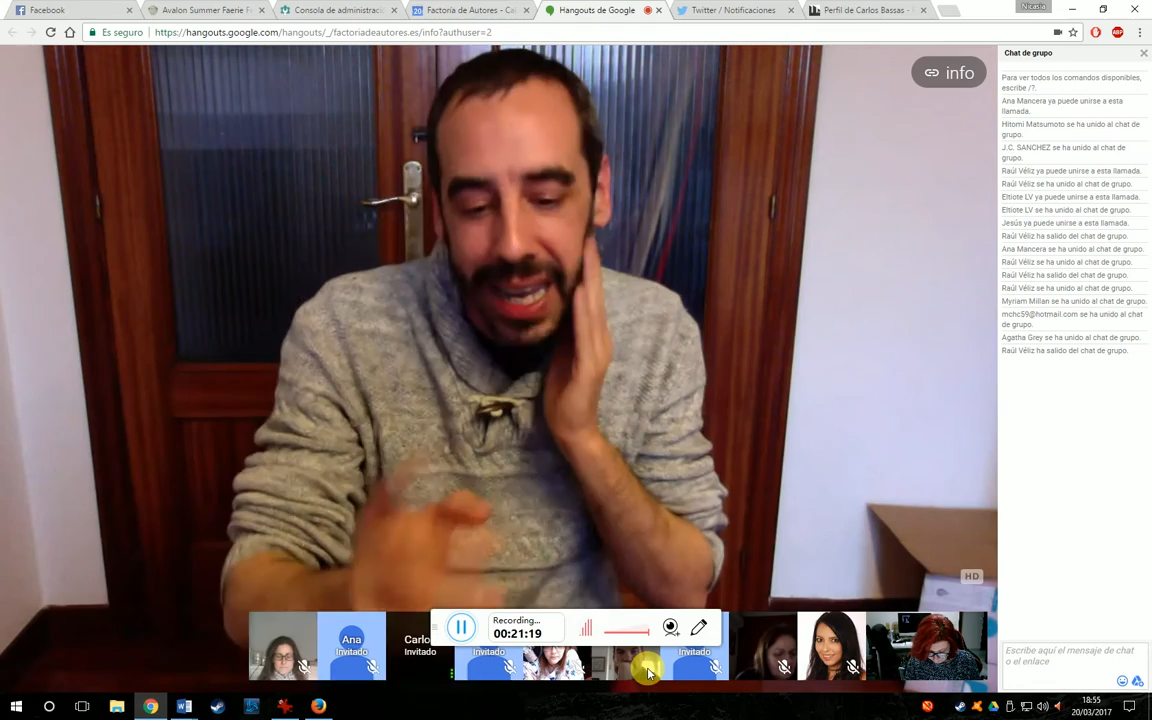 Nicasia
Facebook
Avalon Summer Faerie F
Consola de administraci
Factoría de Autores - Ca
Hangouts de Google
Twitter / Notificaciones
Perfil de Carlos Bassas -
Es seguro
https://hangouts.google.com/hangouts/_/factoriadeautores.es/info?authuser=2
ABP
info
Chat de grupo
Para ver todos los comandos disponibles,
escribe /?.
Ana Mancera ya puede unirse a esta
llamada.
Hitomi Matsumoto se ha unido al chat de
grupo.
J.C. SANCHEZ se ha unido al chat de
grupo.
Raúl Véliz ya puede unirse a esta llamada.
Raúl Véliz se ha unido al chat de grupo.
Eltiote LV ya puede unirse a esta llamada.
Eltiote LV se ha unido al chat de grupo.
Jesús ya puede unirse a esta llamada.
Raúl Véliz ha salido del chat de grupo.
Ana Mancera se ha unido al chat de grupo.
Raúl Véliz se ha unido al chat de grupo.
Raúl Véliz ha salido del chat de grupo.
Raúl Véliz se ha unido al chat de grupo.
Myriam Millan se ha unido al chat de grupo.
mchc59@hotmail.com se ha unido al chat
de grupo.
Agatha Grey se ha unido al chat de grupo.
Raúl Véliz ha salido del chat de grupo.
HD
Recording...
00:21:19
Ana
Invitado
Carlo
Invitado
Invitado
Invitado
Escribe aquí el mensaje de chat
o el enlace
18:55
20/03/2017